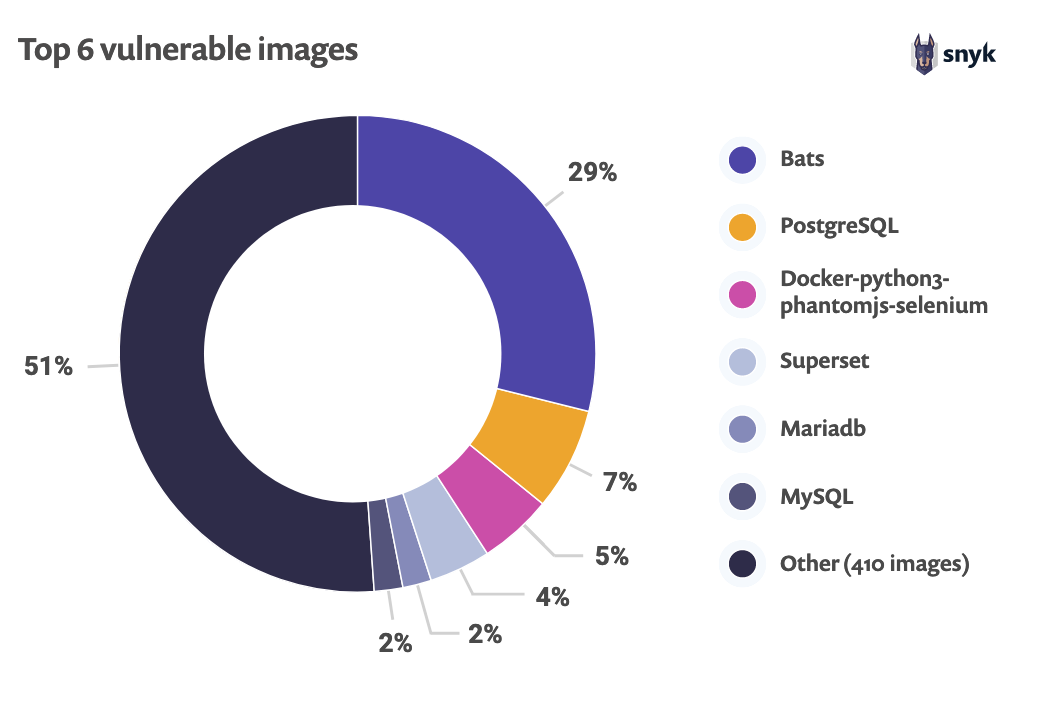 Top 6 vulnerable images
snyk
29%
7%
5%
4%
2%
2%
51%
Bats
PostgreSQL
Docker-python3-
phantomjs-selenium
Superset
Mariadb
MySQL
Other (410 images)